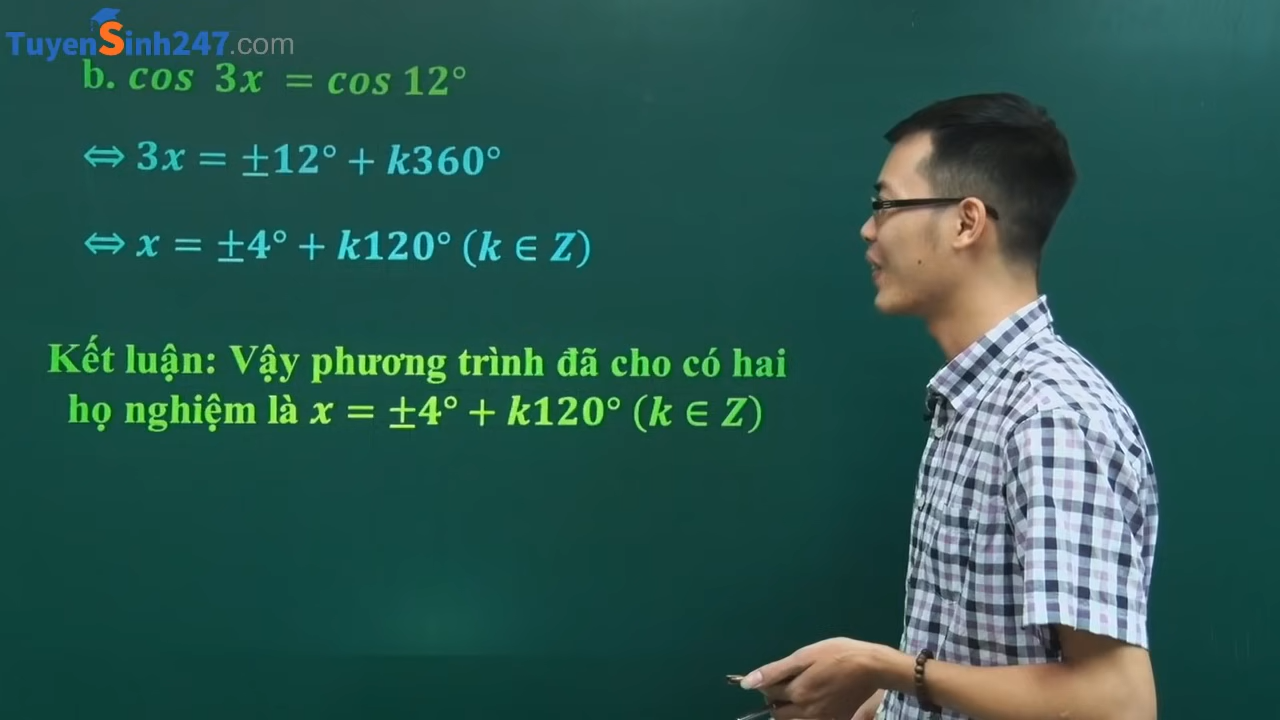 TuyenSinh247.com
b. cos 3x = cos 12°
⇔ 3x = ±12° + k360°
⇔ x = ±4° + k120° (k ∈ Z)
Kết luận: Vậy phương trình đã cho có hai
họ nghiệm là x = ±4° + k120° (k ∈ Z)